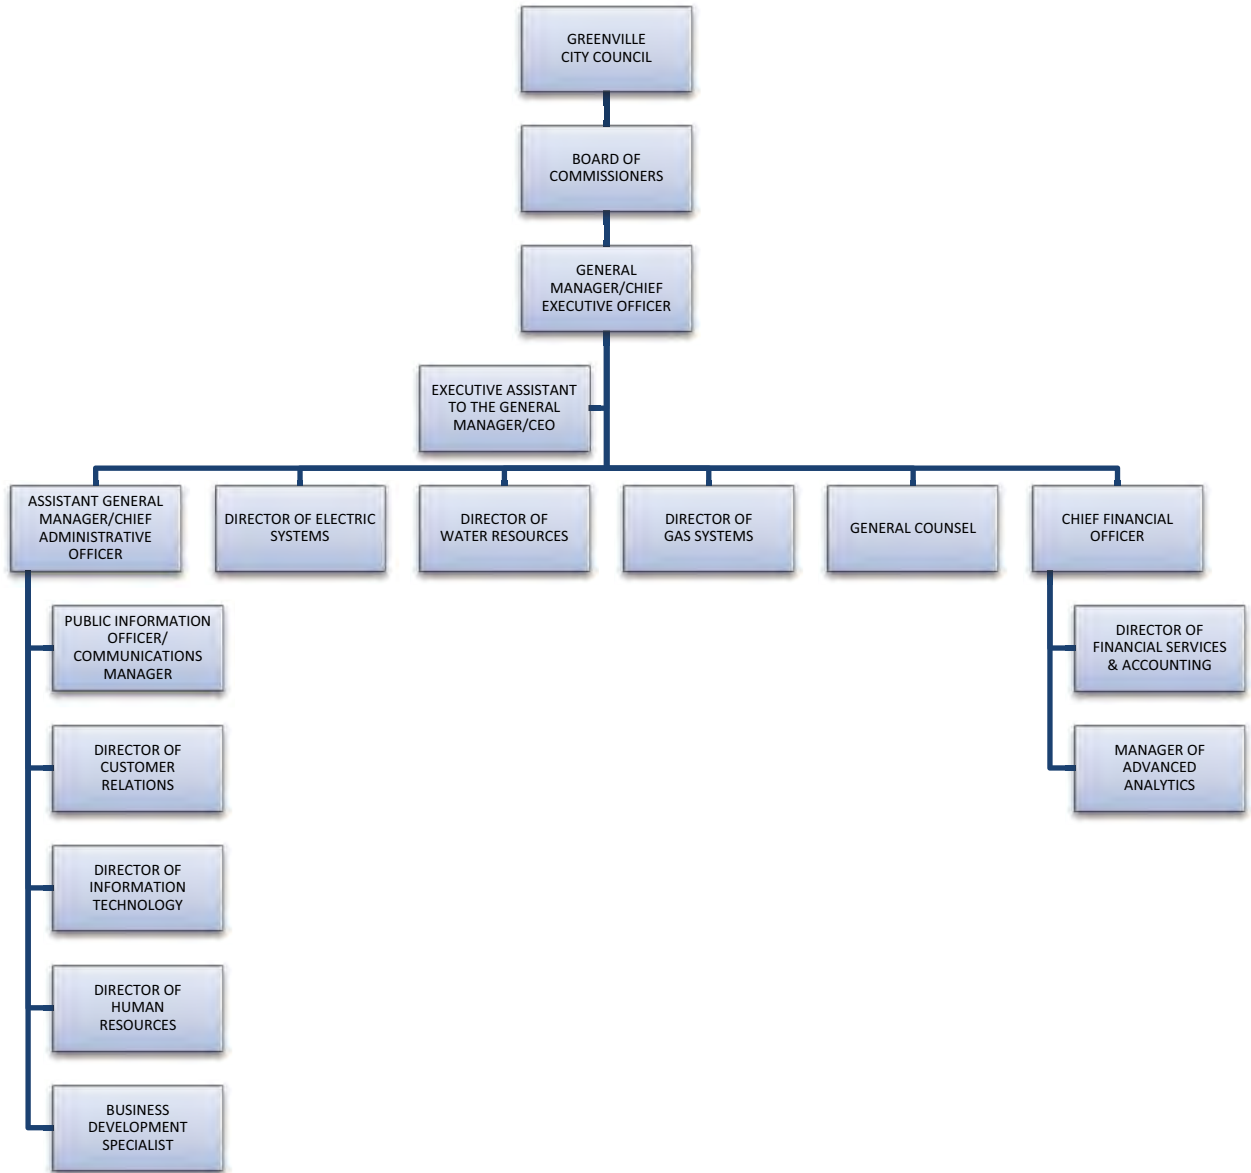 GREENVILLE
CITY COUNCIL
BOARD OF
COMMISSIONERS
GENERAL
MANAGER/CHIEF
EXECUTIVE OFFICER
EXECUTIVE ASSISTANT
TO THE GENERAL
MANAGER/CEO
ASSISTANT GENERAL
MANAGER/CHIEF
ADMINISTRATIVE
OFFICER
DIRECTOR OF ELECTRIC
SYSTEMS
DIRECTOR OF
WATER RESOURCES
DIRECTOR OF
GAS SYSTEMS
GENERAL COUNSEL
CHIEF FINANCIAL
OFFICER
PUBLIC INFORMATION
OFFICER/
COMMUNICATIONS
MANAGER
DIRECTOR OF
CUSTOMER
RELATIONS
DIRECTOR OF
INFORMATION
TECHNOLOGY
DIRECTOR OF
HUMAN
RESOURCES
BUSINESS
DEVELOPMENT
SPECIALIST
DIRECTOR OF
FINANCIAL SERVICES
& ACCOUNTING
MANAGER OF
ADVANCED
ANALYTICS